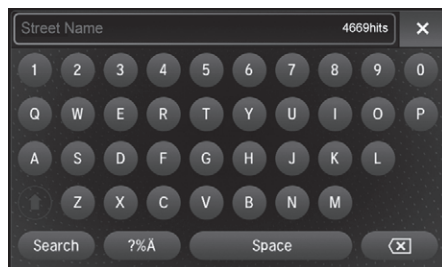 Street Name 4669hits ×
1 2 3 4 5 6 7 8 9 0
Q W E R T Y U I O P
A S D F G H J K L
Z X C V B N M
Search ?%Ä Space